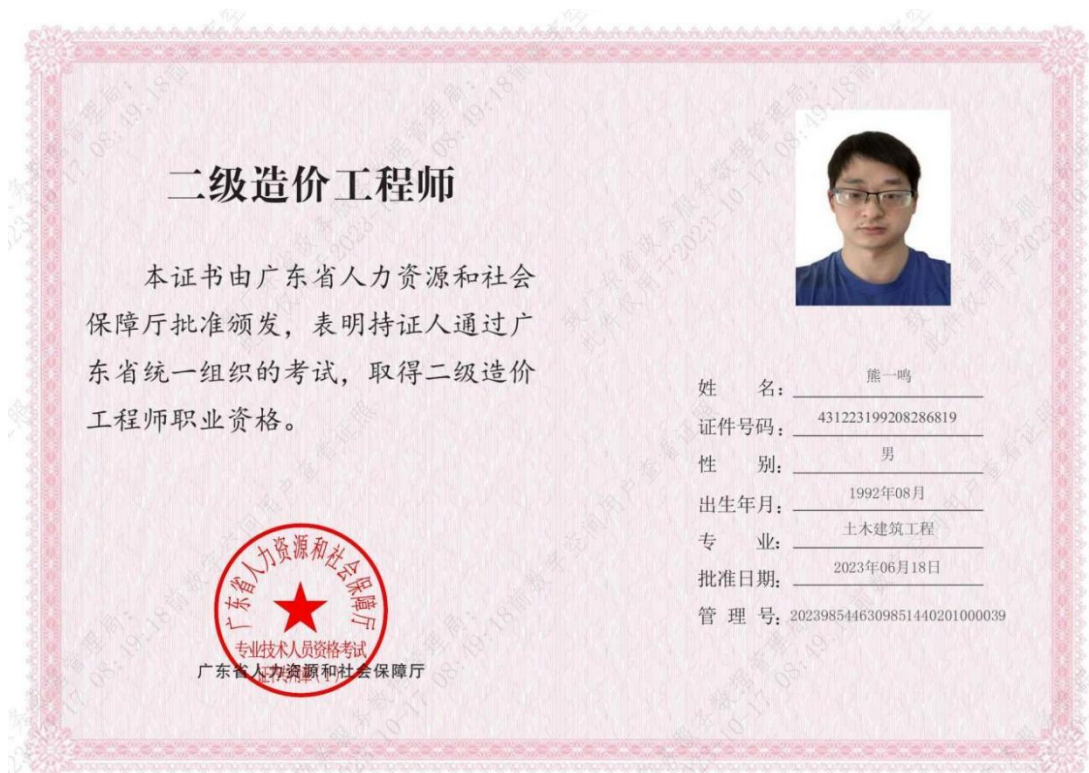 二级造价工程师
本证书由广东省人力资源和社会
保障厅批准颁发，表明持证人通过广
东省统一组织的考试，取得二级造价
工程师职业资格。
广东省人力资源和社会保障厅
专业技术人员资格考试
广东省人力资源和社会保障厅
姓 名：熊一鸣
证件号码：431223199208286819
性 别：男
出生年月：1992年08月
专 业：土木建筑工程
批准日期：2023年06月18日
管 理 号：20239854463098514402010000039